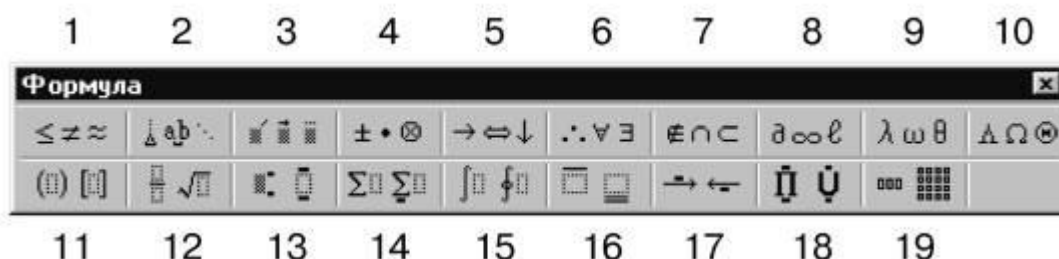 1 2 3 4 5 6 7 8 9 10
Формула
≤ ≠ ≈ ab ± • ⊗ → ⇔ ↓ ∴ ∀ ∃ ∉ ∩ ⊂ ∂ ∞ ℓ λ ω θ Λ Ω Θ
(▯) [▯] √▯ Σ▯ Σ▯ ∫▯ ∮▯ → ← Π Ụ
11 12 13 14 15 16 17 18 19